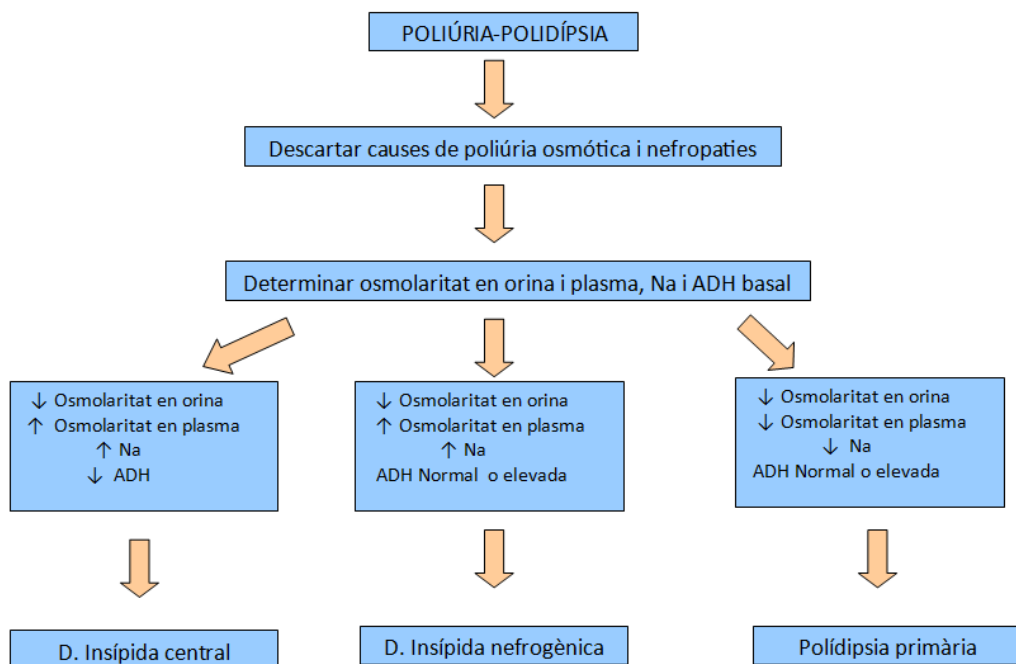 POLIÚRIA-POLIDÍPSIA
Descartar causes de poliúria osmótica i nefropaties
Determinar osmolaritat en orina i plasma, Na i ADH basal
↓ Osmolaritat en orina
↑ Osmolaritat en plasma
↑ Na
↓ ADH
↓ Osmolaritat en orina
↑ Osmolaritat en plasma
↑ Na
ADH Normal o elevada
↓ Osmolaritat en orina
↓ Osmolaritat en plasma
↓ Na
ADH Normal o elevada
D. Insípida central
D. Insípida nefrogènica
Polídipsia primària